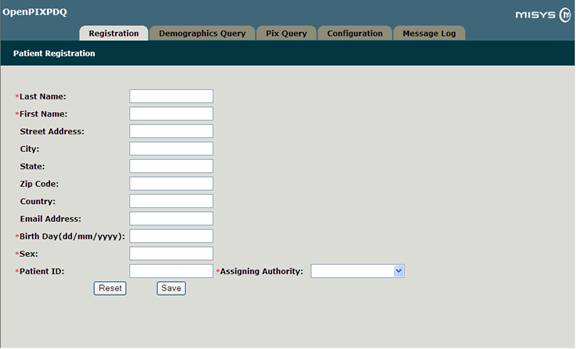 OpenPIXPDQ
MISYS
Registration Demographics Query Pix Query Configuration Message Log
Patient Registration
*Last Name:
*First Name:
Street Address:
City:
State:
Zip Code:
Country:
Email Address:
*Birth Day(dd/mm/yyyy):
*Sex:
*Patient ID: *Assigning Authority:
Reset Save